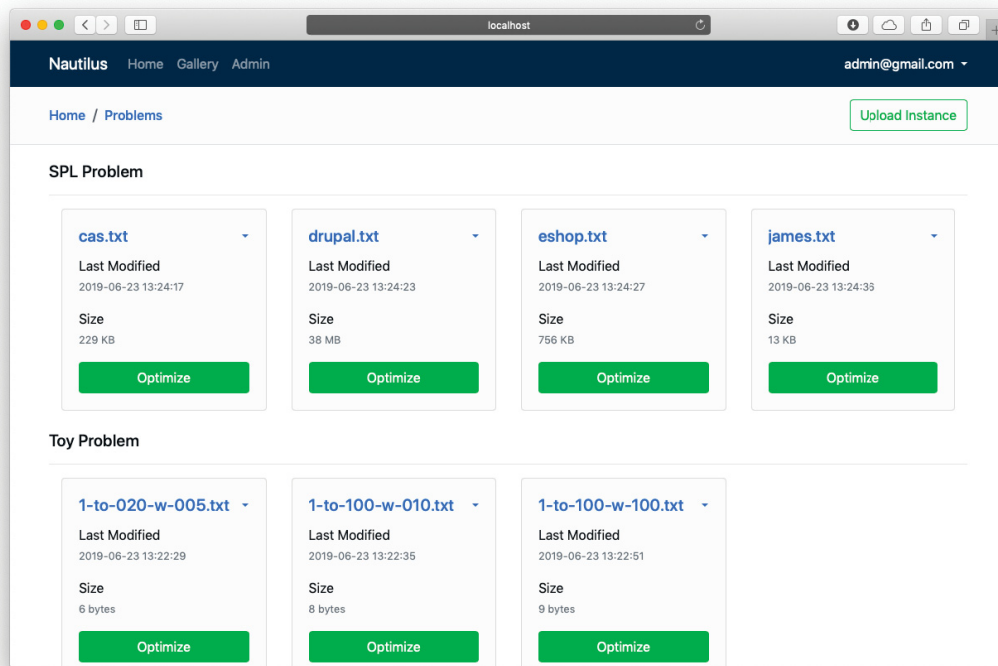 localhost
Nautilus Home Gallery Admin admin@gmail.com
Home / Problems Upload Instance
SPL Problem
cas.txt drupal.txt eshop.txt james.txt
Last Modified Last Modified Last Modified Last Modified
2019-06-23 13:24:17 2019-06-23 13:24:23 2019-06-23 13:24:27 2019-06-23 13:24:36
Size Size Size Size
229 KB 38 MB 756 KB 13 KB
Optimize Optimize Optimize Optimize
Toy Problem
1-to-020-w-005.txt 1-to-100-w-010.txt 1-to-100-w-100.txt
Last Modified Last Modified Last Modified
2019-06-23 13:22:29 2019-06-23 13:22:35 2019-06-23 13:22:51
Size Size Size
6 bytes 8 bytes 9 bytes
Optimize Optimize Optimize